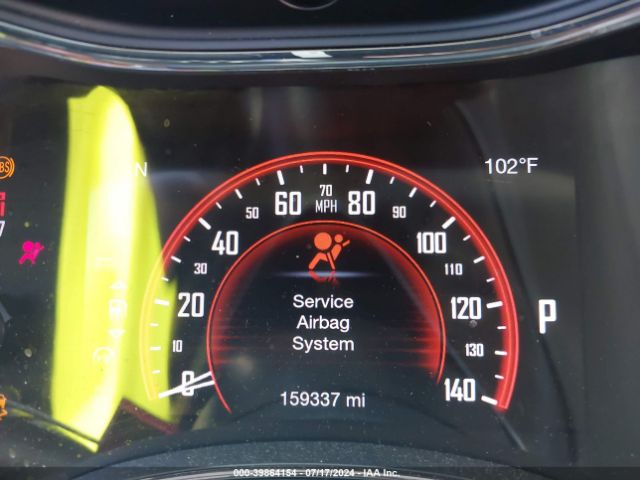 N
102°F
ABS
70
60 MPH 80
50 90
40 100
30 110
20 120
10 130
0 140
P
Service
Airbag
System
159337 mi
000-39864154 - 07/17/2024 - IAA Inc.